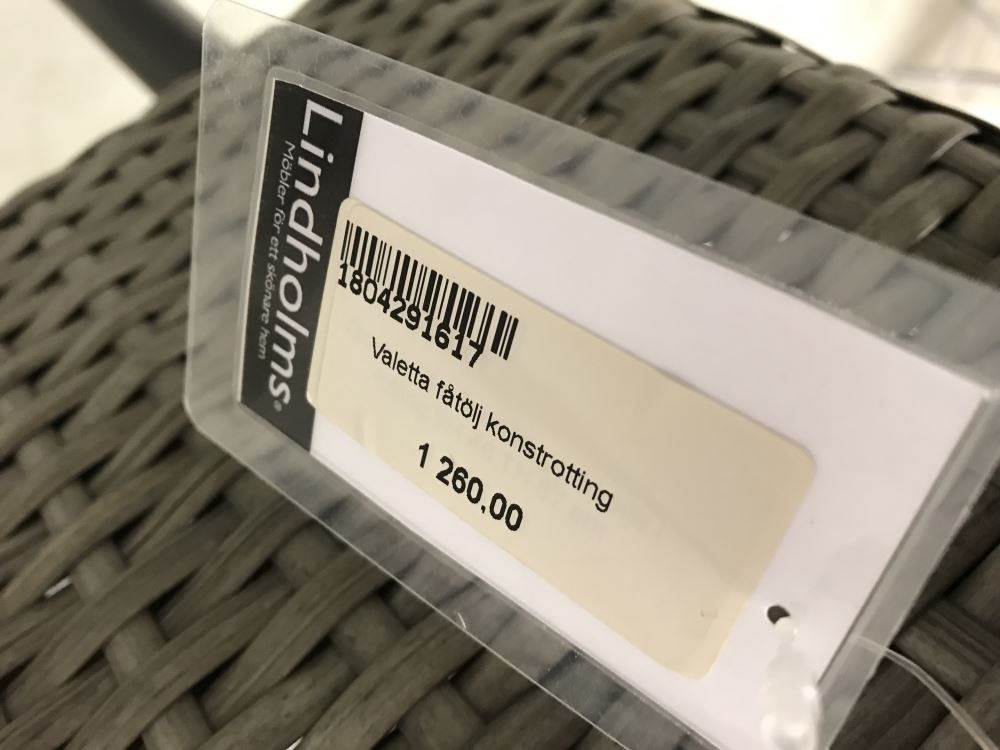 Lindholms®
Möbler för ett skönare hem
1804291617
Valetta fåtölj konstrotting
1 260,00